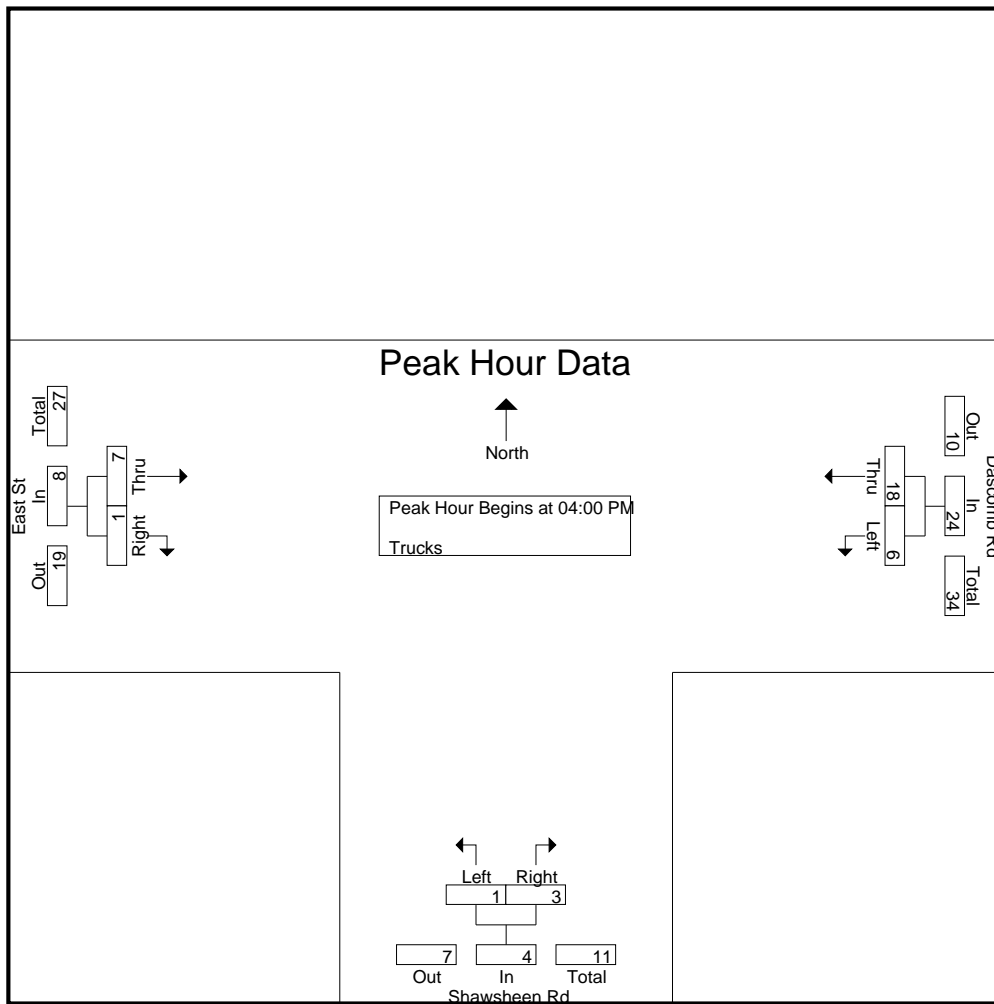 Peak Hour Data
North
Peak Hour Begins at 04:00 PM
Trucks
East St
Total
27
In
8
Out
19
7
Thru
1
Right
Out
10
In
24
Total
34
Dascomb Rd
Thru
18
Left
6
Left
Right
1
3
7
4
11
Out
In
Total
Shawsheen Rd